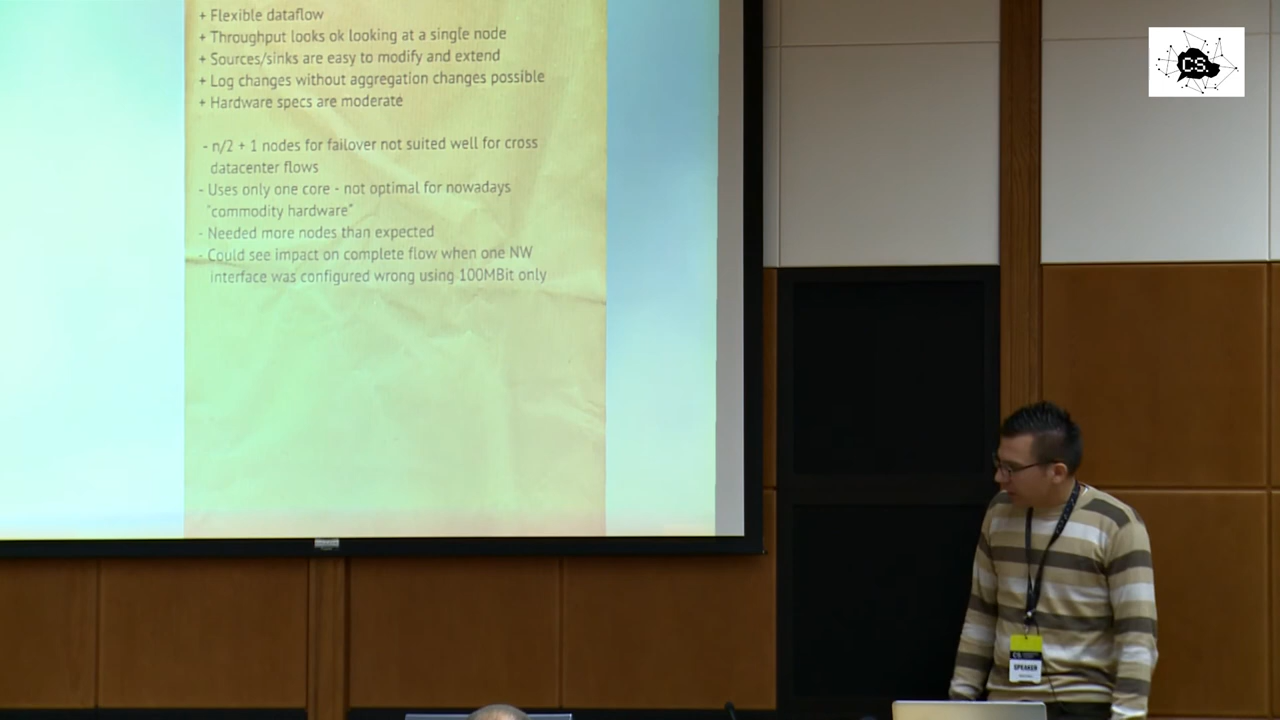 + Flexible dataflow
+ Throughput looks ok looking at a single node
+ Sources/sinks are easy to modify and extend
+ Log changes without aggregation changes possible
+ Hardware specs are moderate
- n/2 + 1 nodes for failover not suited well for cross
datacenter flows
- Uses only one core - not optimal for nowadays
"commodity hardware"
- Needed more nodes than expected
- Could see impact on complete flow when one NW
interface was configured wrong using 100MBit only
CS.
CS
SPEAKER